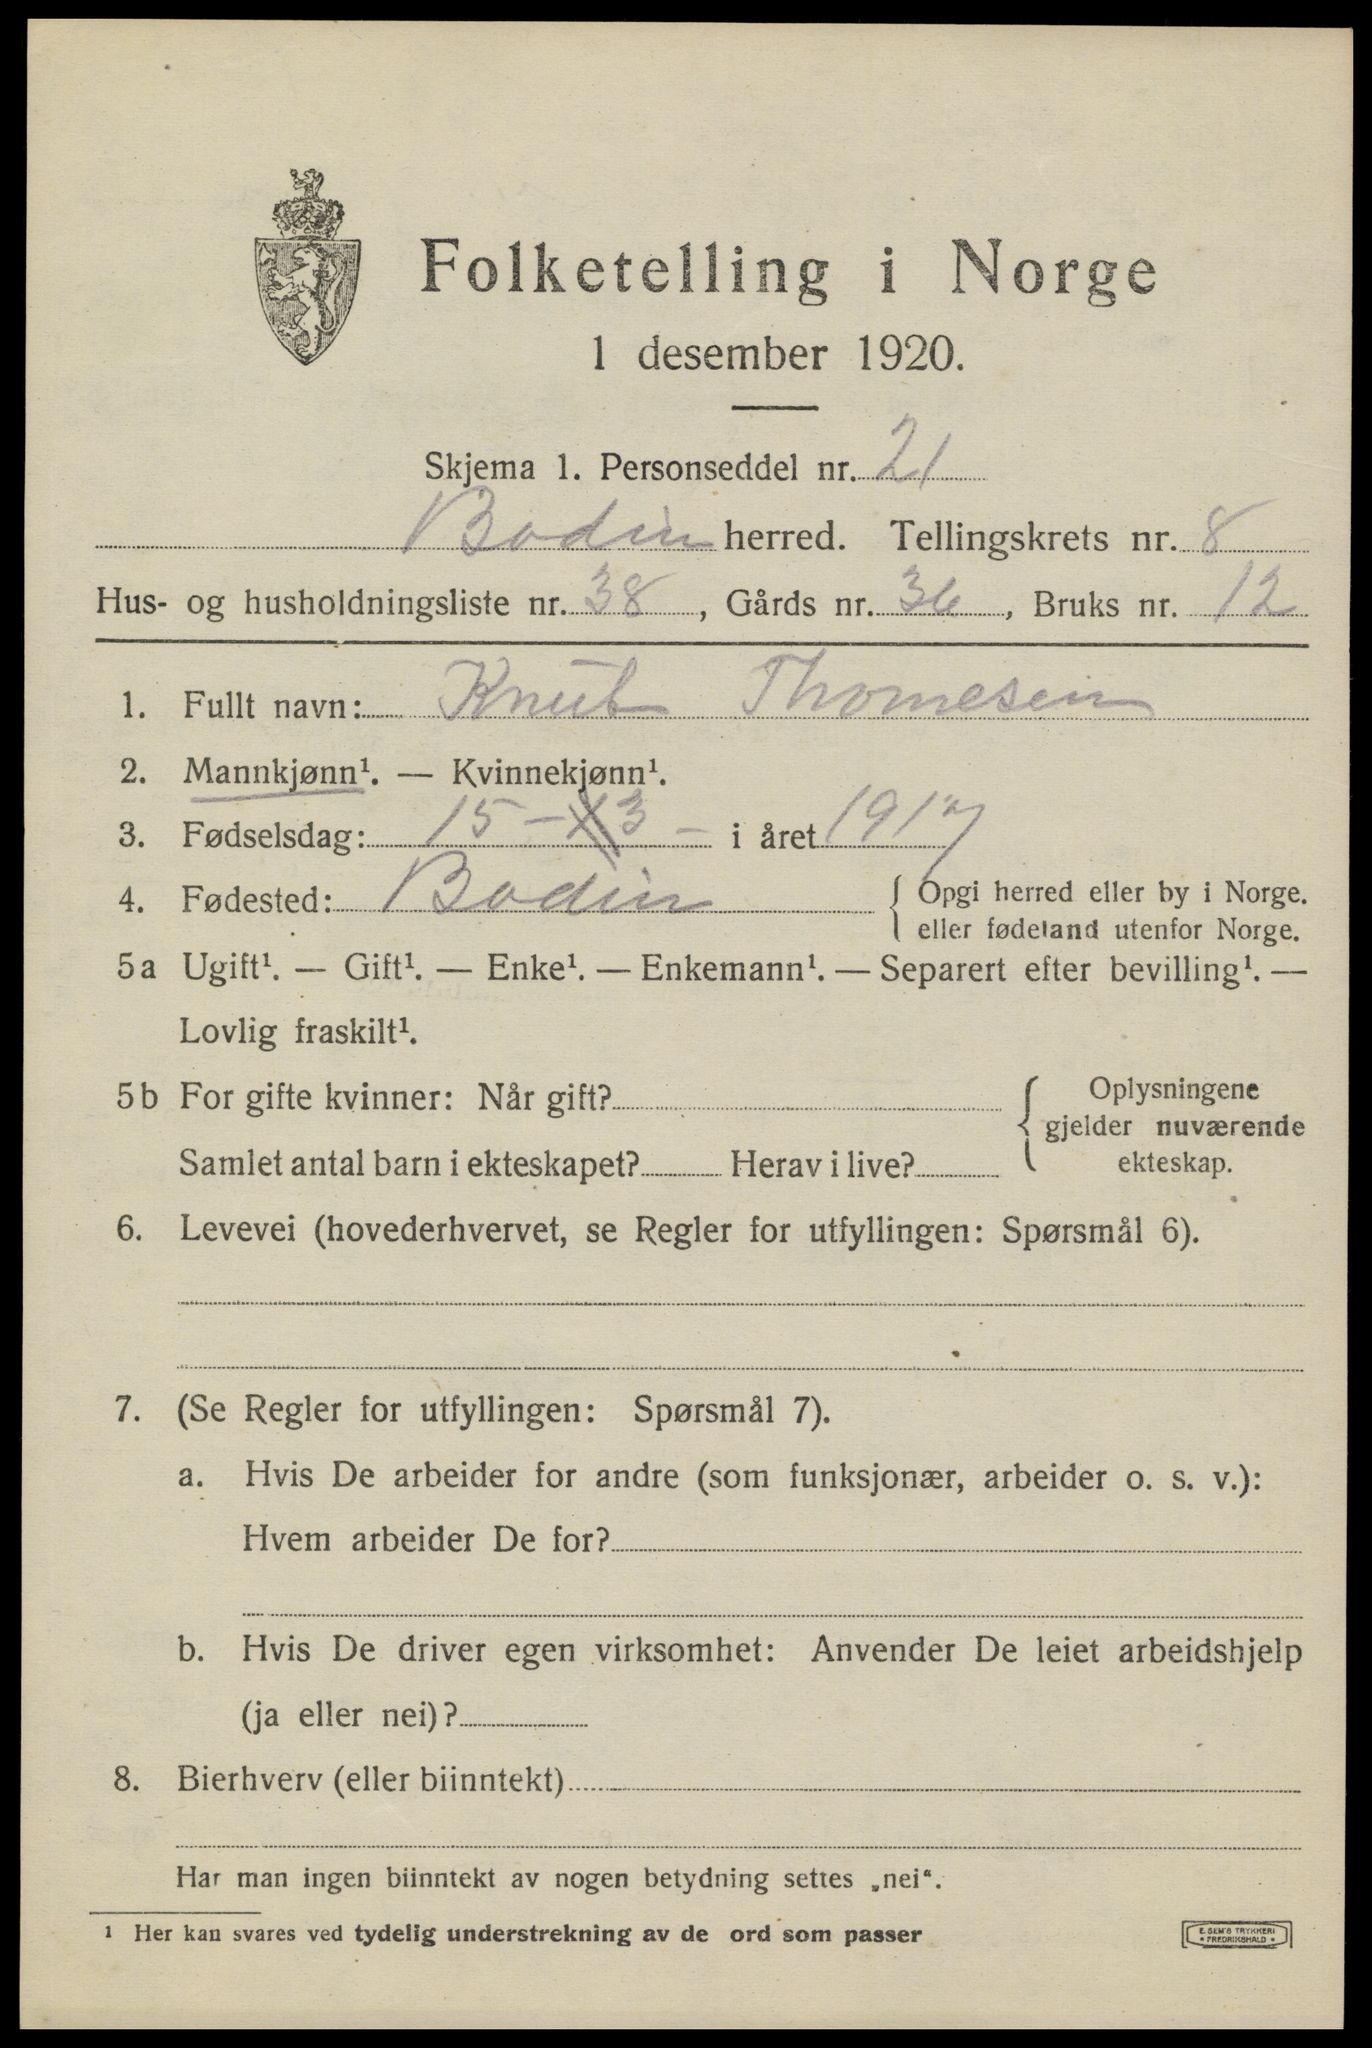 Folketelling i Norge
1 desember 1920.
Skjema 1. Personseddel nr. 21
Bodin herred. Tellingskrets nr. 8
Hus- og husholdningsliste nr. 38, Gårds nr. 36, Bruks nr. 12
1. Fullt navn: Knut Thomesen
2. Mannkjønn¹. — Kvinnekjønn¹.
3. Fødselsdag: 15 - 3 - i året 1917
4. Fødested: Bodin { Opgi herred eller by i Norge.
eller fødeland utenfor Norge.
5a Ugift¹. — Gift¹. — Enke¹. — Enkemann¹. — Separert efter bevilling¹. —
Lovlig fraskilt¹.
5b For gifte kvinner: Når gift? { Oplysningene
gjelder nuværende
Samlet antal barn i ekteskapet? Herav i live? ekteskap.
6. Levevei (hovederhvervet, se Regler for utfyllingen: Spørsmål 6).
7. (Se Regler for utfyllingen: Spørsmål 7).
a. Hvis De arbeider for andre (som funksjonær, arbeider o. s. v.):
Hvem arbeider De for?
b. Hvis De driver egen virksomhet: Anvender De leiet arbeidshjelp
(ja eller nei)?
8. Bierhverv (eller biinntekt)
Har man ingen biinntekt av nogen betydning settes „nei“.
¹ Her kan svares ved tydelig understrekning av de ord som passer
E. SEM'S TRYKKERI
• FREDRIKSHALD •